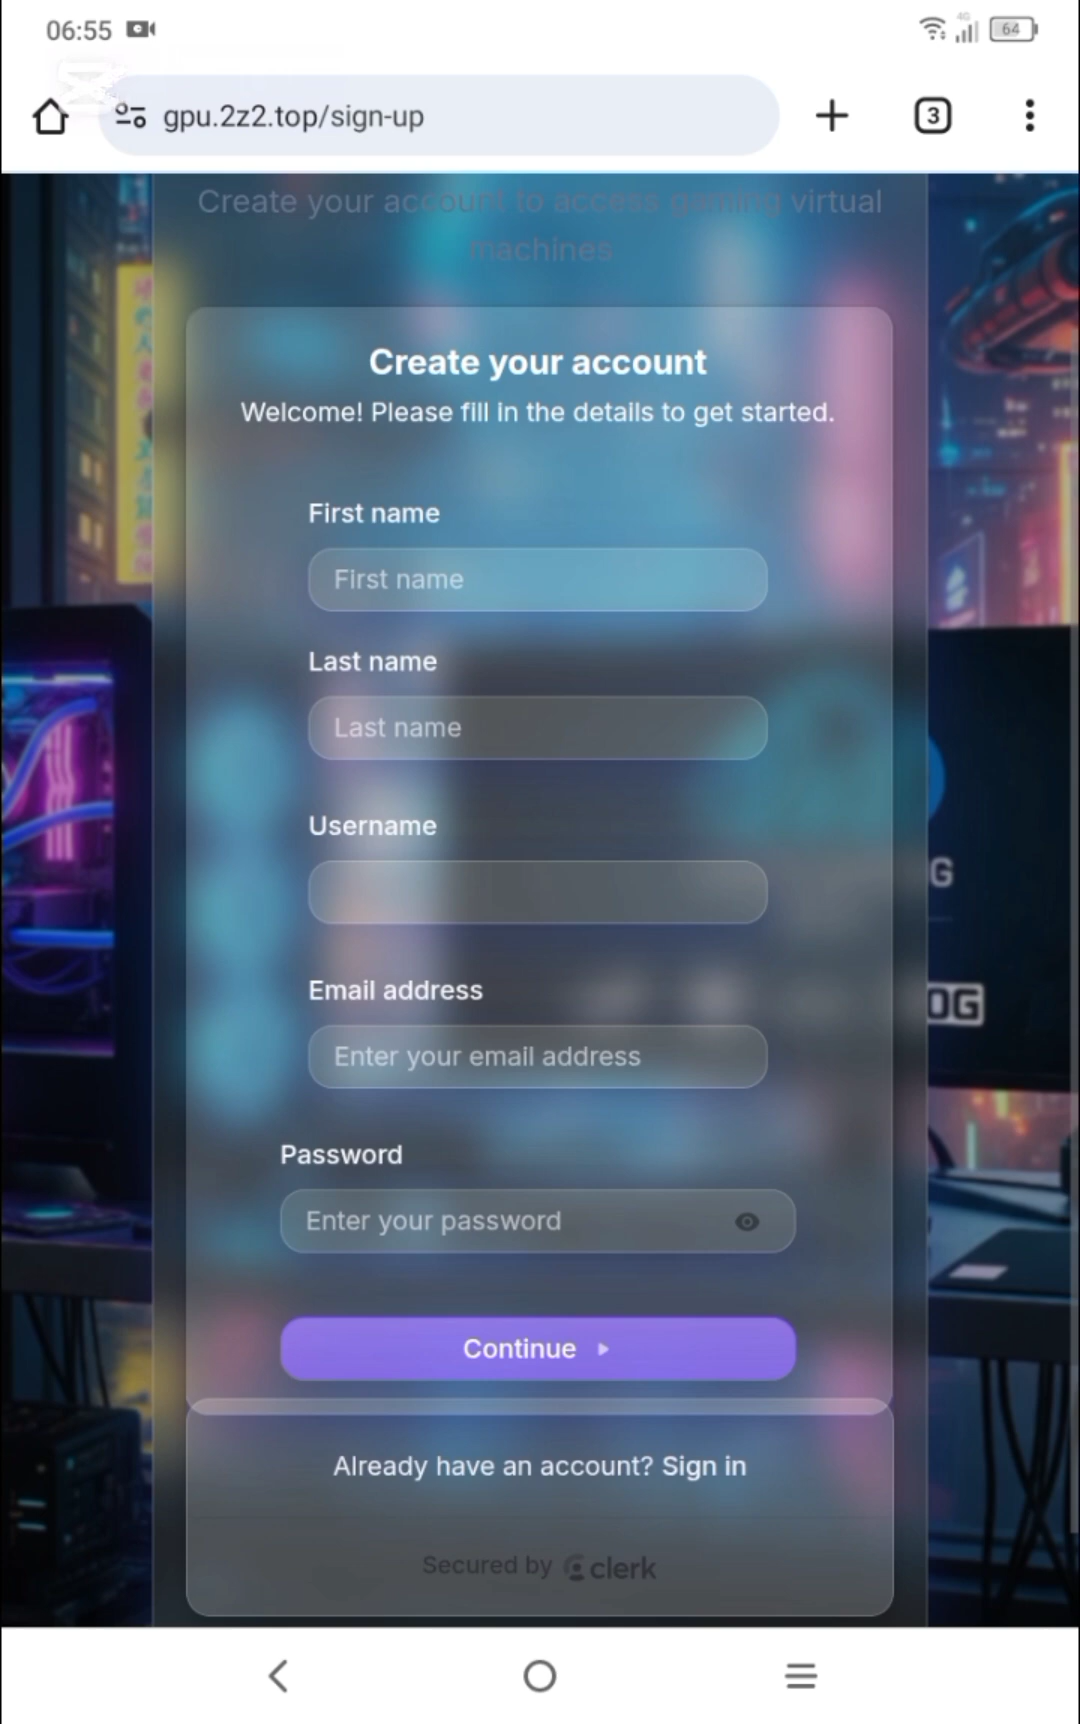 06:55
4G
64
gpu.2z2.top/sign-up
3
Create your account to access gaming virtual
machines
Create your account
Welcome! Please fill in the details to get started.
First name
First name
Last name
Last name
Username
G
Email address
OG
Enter your email address
Password
Enter your password
Continue
Already have an account? Sign in
Secured by clerk